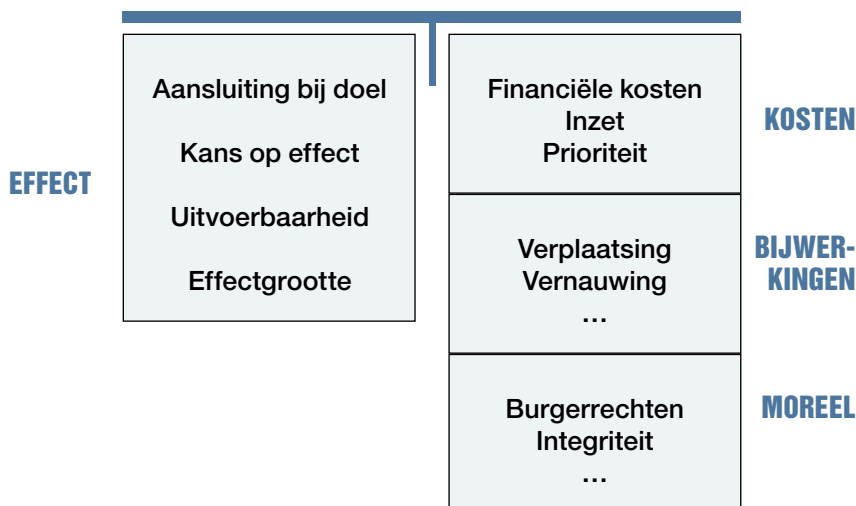 EFFECT
Aansluiting bij doel
Kans op effect
Uitvoerbaarheid
Effectgrootte
Financiële kosten
Inzet
Prioriteit
KOSTEN
Verplaatsing
Vernauwing
…
BIJWER-
KINGEN
Burgerrechten
Integriteit
…
MOREEL